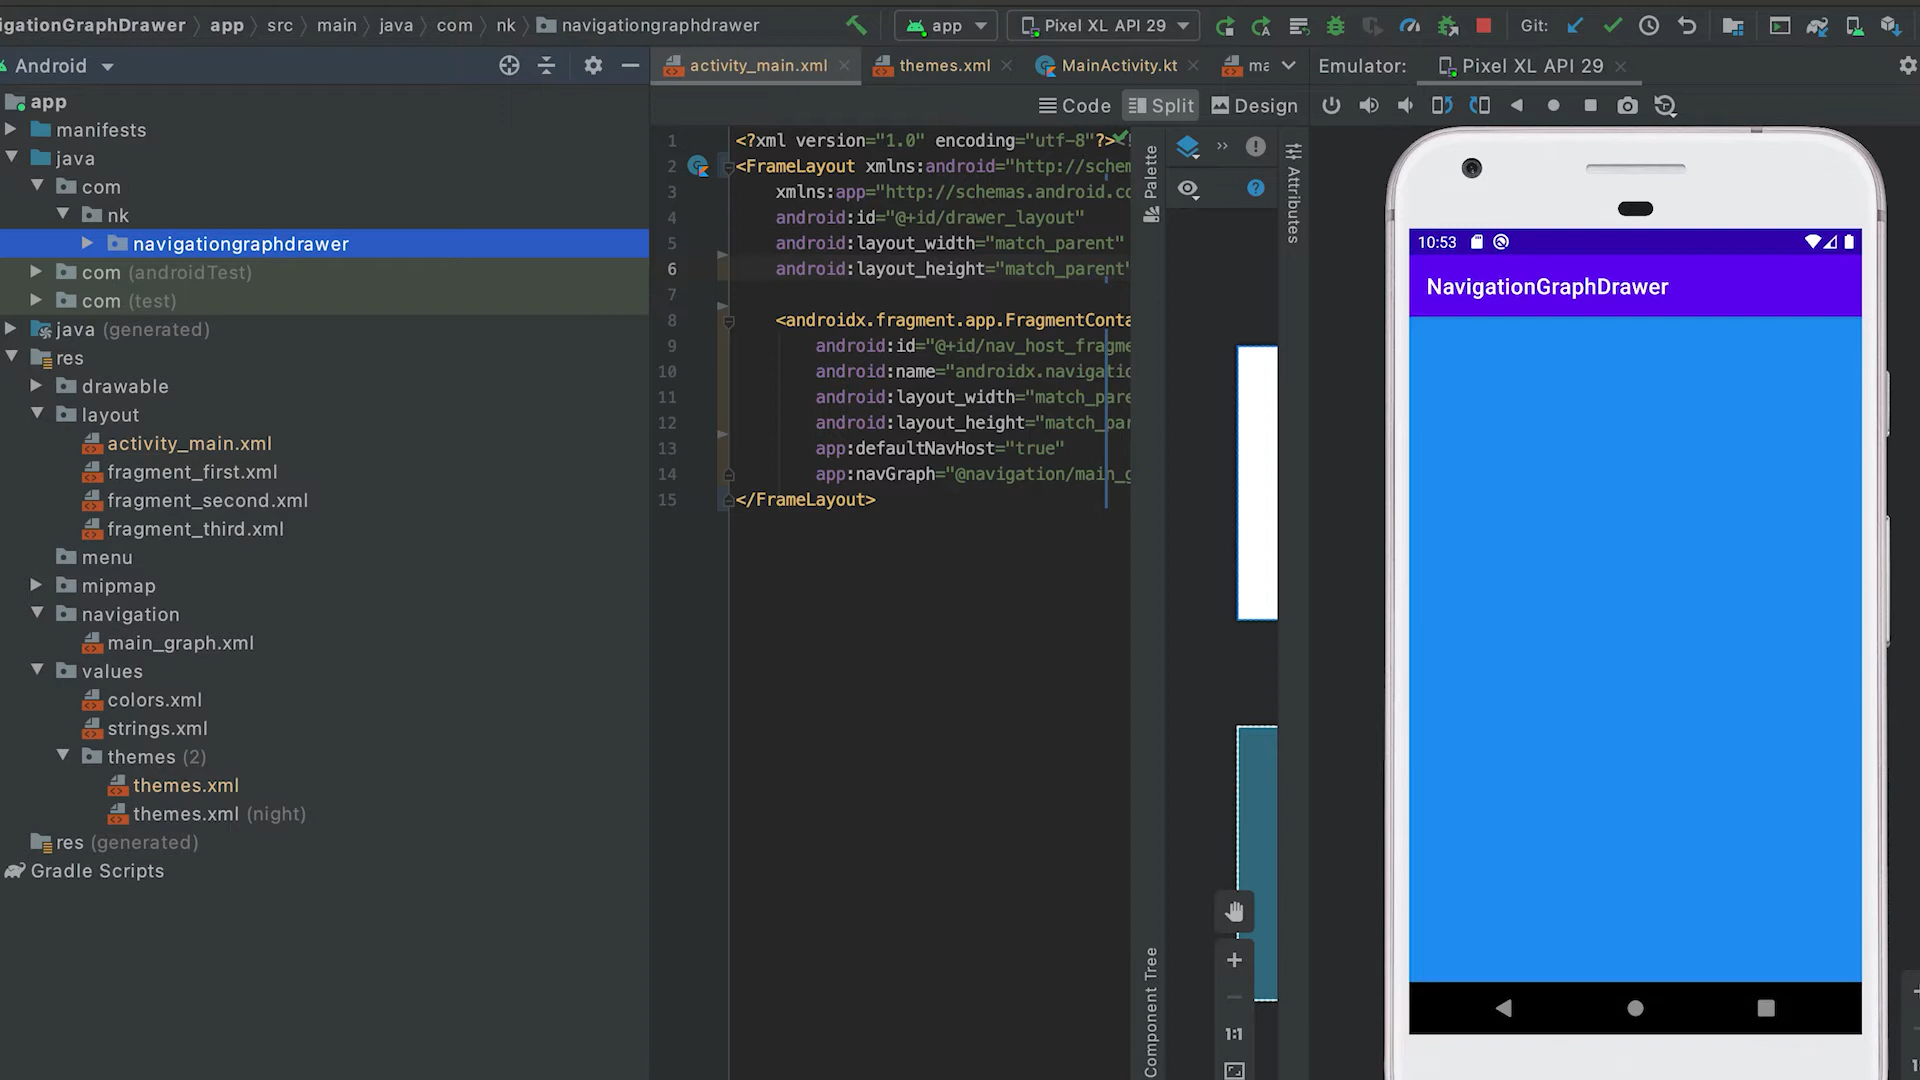 igationGraphDrawer app src main java com nk navigationgraphdrawer app Pixel XL API 29 Git:
Android activity_main.xml themes.xml MainActivity.kt ma Emulator: Pixel XL API 29
Code Split Design
app
manifests
java
com
nk
navigationgraphdrawer
com (androidTest)
com (test)
java (generated)
res
drawable
layout
activity_main.xml
fragment_first.xml
fragment_second.xml
fragment_third.xml
menu
mipmap
navigation
main_graph.xml
values
colors.xml
strings.xml
themes (2)
themes.xml
themes.xml (night)
res (generated)
Gradle Scripts
1 <?xml version="1.0" encoding="utf-8"?>
2 <FrameLayout xmlns:android="http://schem
3 xmlns:app="http://schemas.android.co
4 android:id="@+id/drawer_layout"
5 android:layout_width="match_parent"
6 android:layout_height="match_parent"
7
8 <androidx.fragment.app.FragmentConta
9 android:id="@+id/nav_host_fragme
10 android:name="androidx.navigatio
11 android:layout_width="match_pare
12 android:layout_height="match_par
13 app:defaultNavHost="true"
14 app:navGraph="@navigation/main_g
15 </FrameLayout>
Palette
Attributes
Component Tree
1:1
10:53
NavigationGraphDrawer